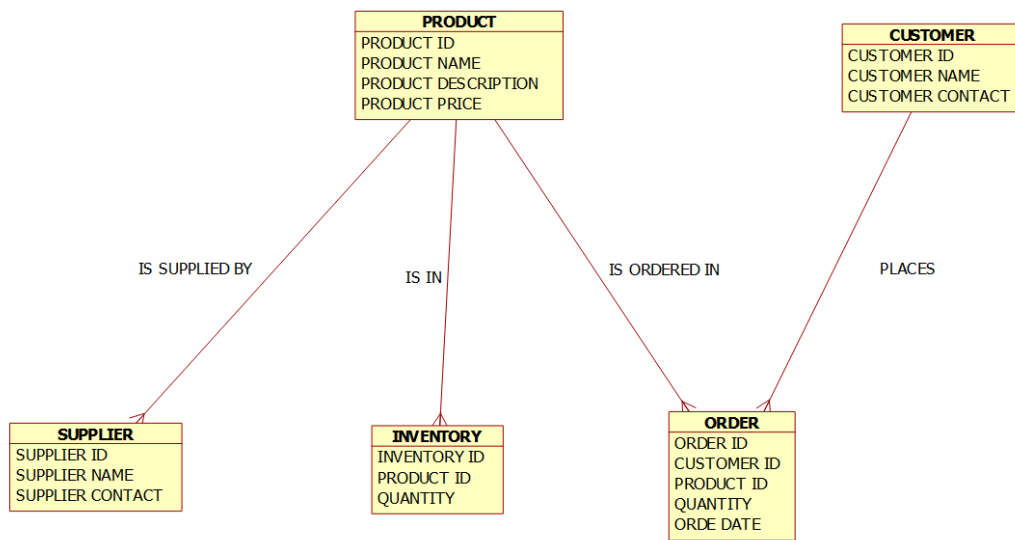 PRODUCT
PRODUCT ID
PRODUCT NAME
PRODUCT DESCRIPTION
PRODUCT PRICE
CUSTOMER
CUSTOMER ID
CUSTOMER NAME
CUSTOMER CONTACT
IS SUPPLIED BY
IS IN
IS ORDERED IN
PLACES
SUPPLIER
SUPPLIER ID
SUPPLIER NAME
SUPPLIER CONTACT
INVENTORY
INVENTORY ID
PRODUCT ID
QUANTITY
ORDER
ORDER ID
CUSTOMER ID
PRODUCT ID
QUANTITY
ORDE DATE